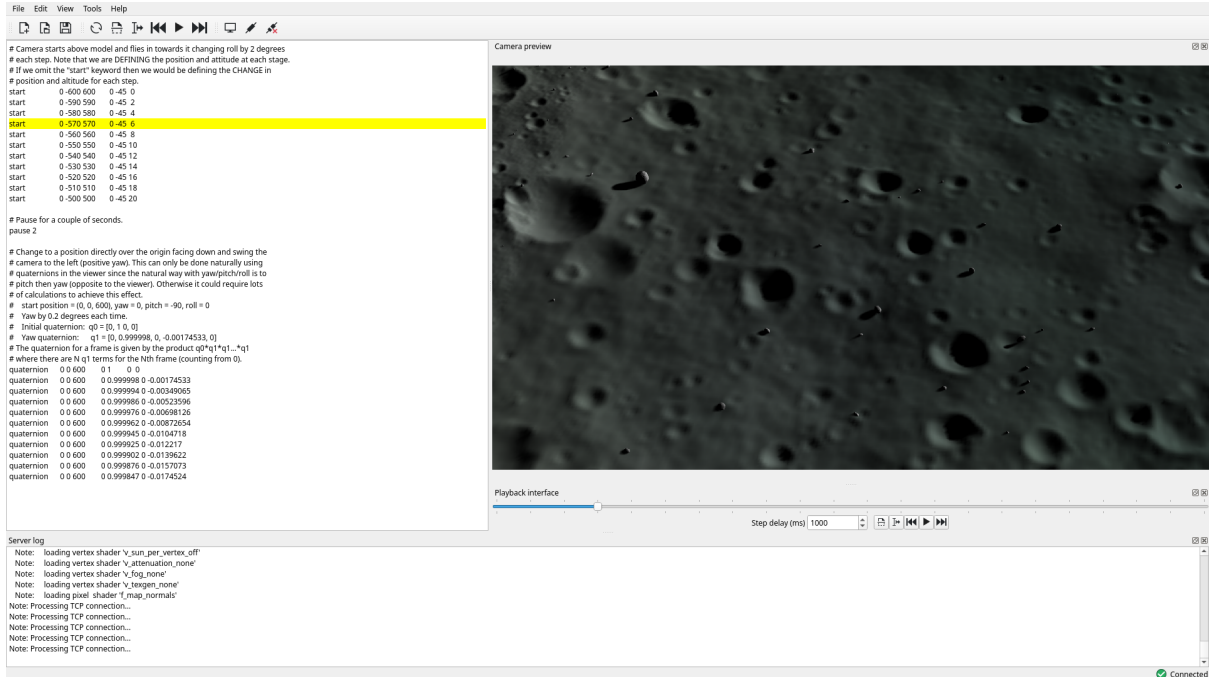 File Edit View Tools Help
# Camera starts above model and flies in towards it changing roll by 2 degrees
# each step. Note that we are DEFINING the position and attitude at each stage.
# If we omit the "start" keyword then we would be defining the CHANGE in
# position and altitude for each step.
start 0 -600 600 0 -45 0
start 0 -590 590 0 -45 2
start 0 -580 580 0 -45 4
start 0 -570 570 0 -45 6
start 0 -560 560 0 -45 8
start 0 -550 550 0 -45 10
start 0 -540 540 0 -45 12
start 0 -530 530 0 -45 14
start 0 -520 520 0 -45 16
start 0 -510 510 0 -45 18
start 0 -500 500 0 -45 20
# Pause for a couple of seconds.
pause 2
# Change to a position directly over the origin facing down and swing the
# camera to the left (positive yaw). This can only be done naturally using
# quaternions in the viewer since the natural way with yaw/pitch/roll is to
# pitch then yaw (opposite to the viewer). Otherwise it could require lots
# of calculations to achieve this effect.
# start position = (0, 0, 600), yaw = 0, pitch = -90, roll = 0
# Yaw by 0.2 degrees each time.
# Initial quaternion: q0 = [0, 1 0, 0]
# Yaw quaternion: q1 = [0, 0.999998, 0, -0.00174533, 0]
# The quaternion for a frame is given by the product q0*q1*q1...*q1
# where there are N q1 terms for the Nth frame (counting from 0).
quaternion 0 0 600 0 1 0 0
quaternion 0 0 600 0 0.999998 0 -0.00174533
quaternion 0 0 600 0 0.999994 0 -0.00349065
quaternion 0 0 600 0 0.999986 0 -0.00523596
quaternion 0 0 600 0 0.999976 0 -0.00698126
quaternion 0 0 600 0 0.999962 0 -0.00872654
quaternion 0 0 600 0 0.999945 0 -0.0104718
quaternion 0 0 600 0 0.999925 0 -0.012217
quaternion 0 0 600 0 0.999902 0 -0.0139622
quaternion 0 0 600 0 0.999876 0 -0.0157073
quaternion 0 0 600 0 0.999847 0 -0.0174524
Camera preview
Playback interface
Step delay (ms) 1000
Server log
Note: loading vertex shader 'v_sun_per_vertex_off'
Note: loading vertex shader 'v_attenuation_none'
Note: loading vertex shader 'v_fog_none'
Note: loading vertex shader 'v_texgen_none'
Note: loading pixel shader 'f_map_normals'
Note: Processing TCP connection...
Note: Processing TCP connection...
Note: Processing TCP connection...
Note: Processing TCP connection...
Note: Processing TCP connection...
Connected